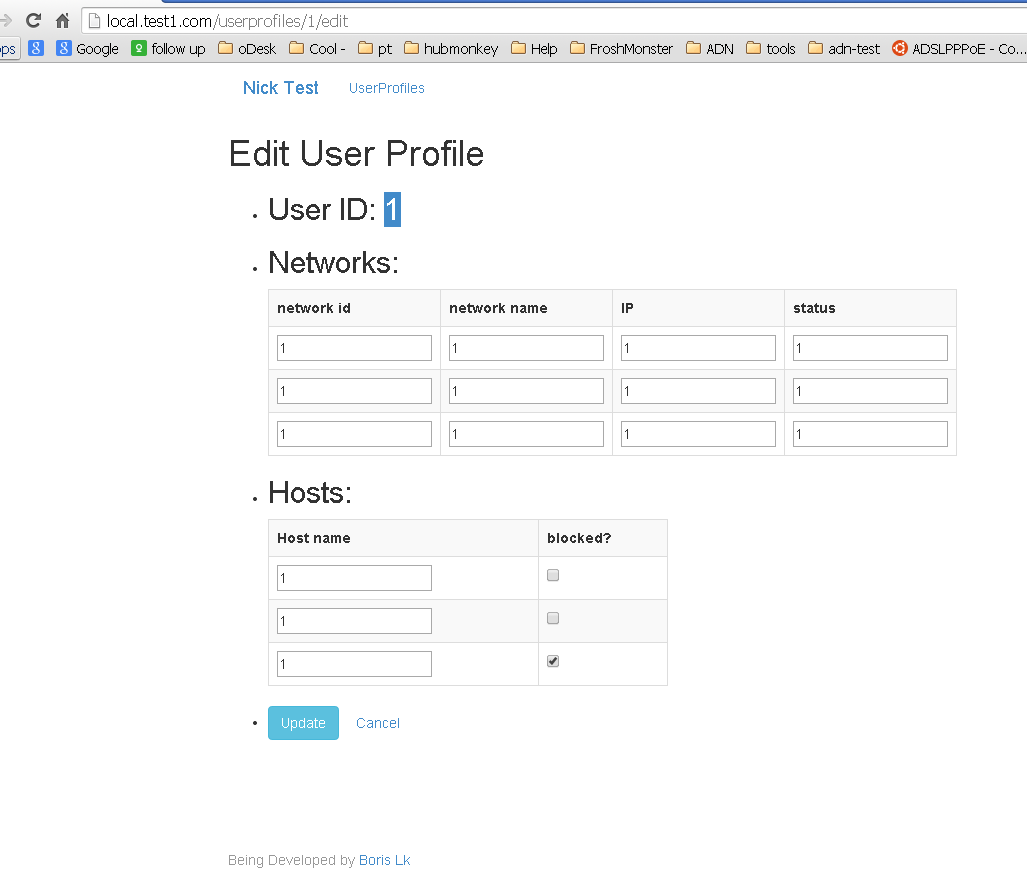 local.test1.com/userprofiles/1/edit
ps Google follow up oDesk Cool - pt hubmonkey Help FroshMonster ADN tools adn-test ADSLPPPoE - Co...
Nick Test UserProfiles
Edit User Profile
User ID: 1
Networks:
network id network name IP status
1 1 1 1
1 1 1 1
1 1 1 1
Hosts:
Host name blocked?
1
1
1
Update Cancel
Being Developed by Boris Lk